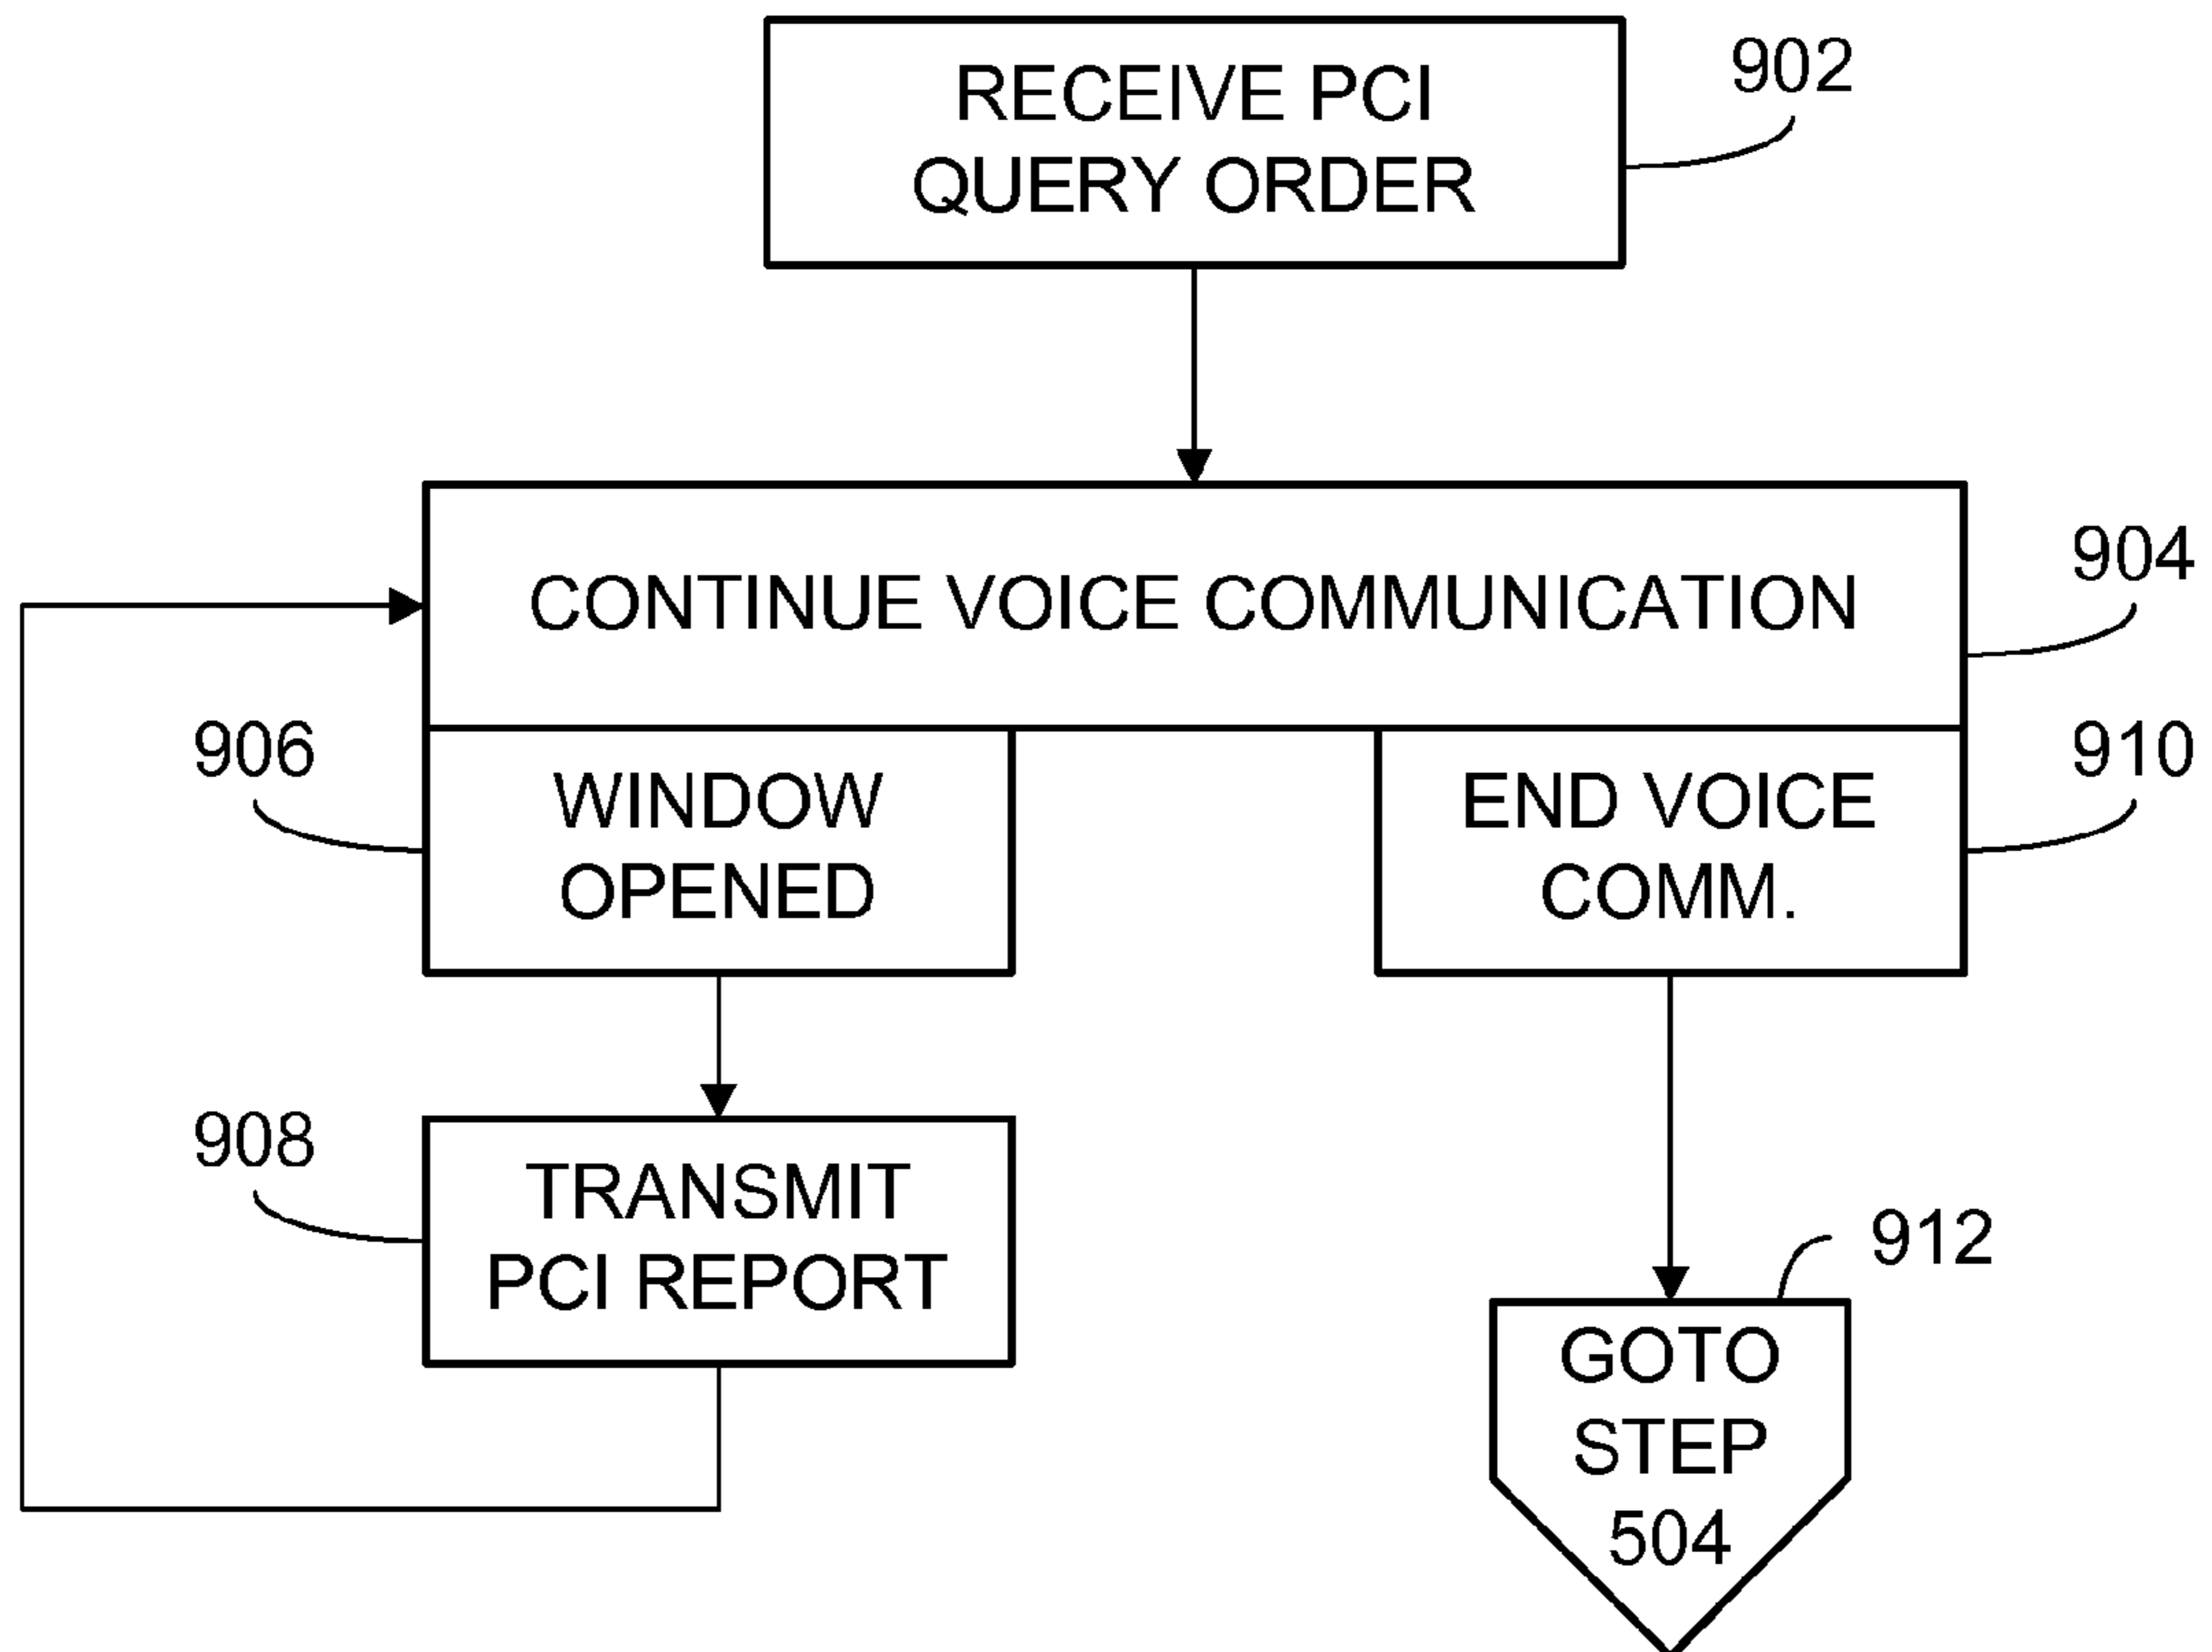 RECEIVE PCI
QUERY ORDER
902
CONTINUE VOICE COMMUNICATION
904
906
WINDOW
OPENED
END VOICE
COMM.
910
908
TRANSMIT
PCI REPORT
912
GOTO
STEP
504